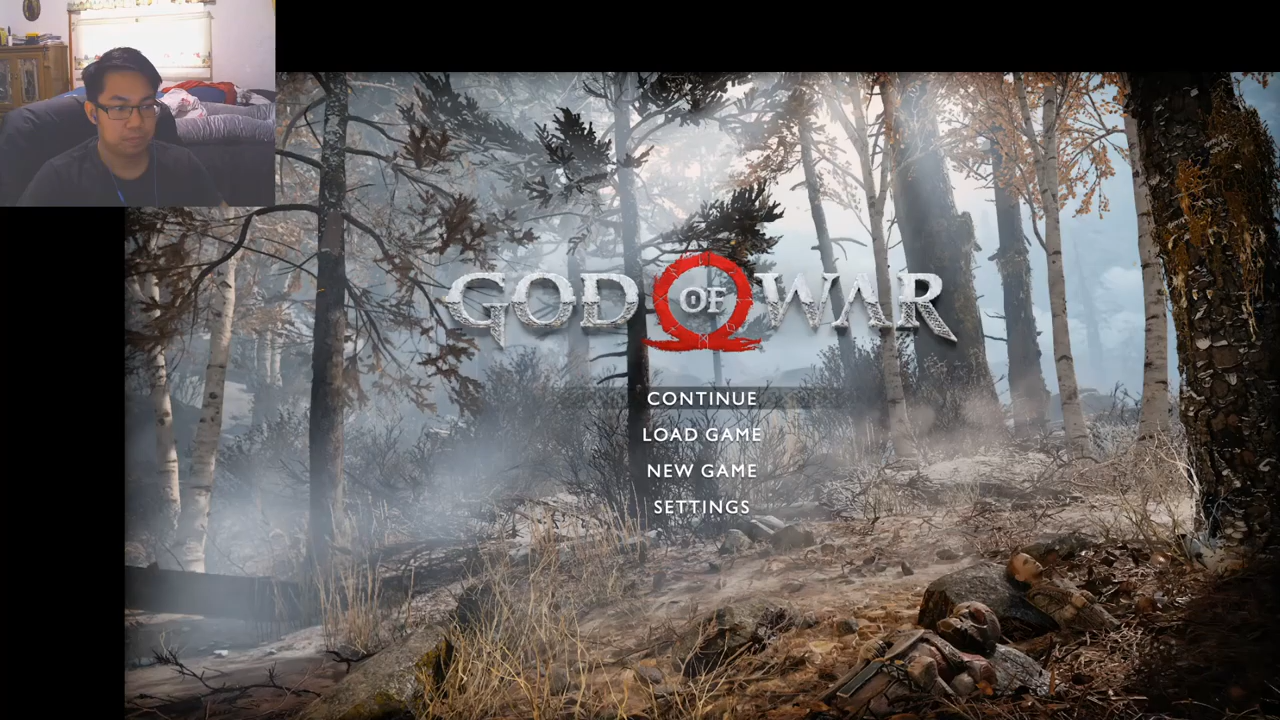 GOD OF WAR
CONTINUE
LOAD GAME
NEW GAME
SETTINGS